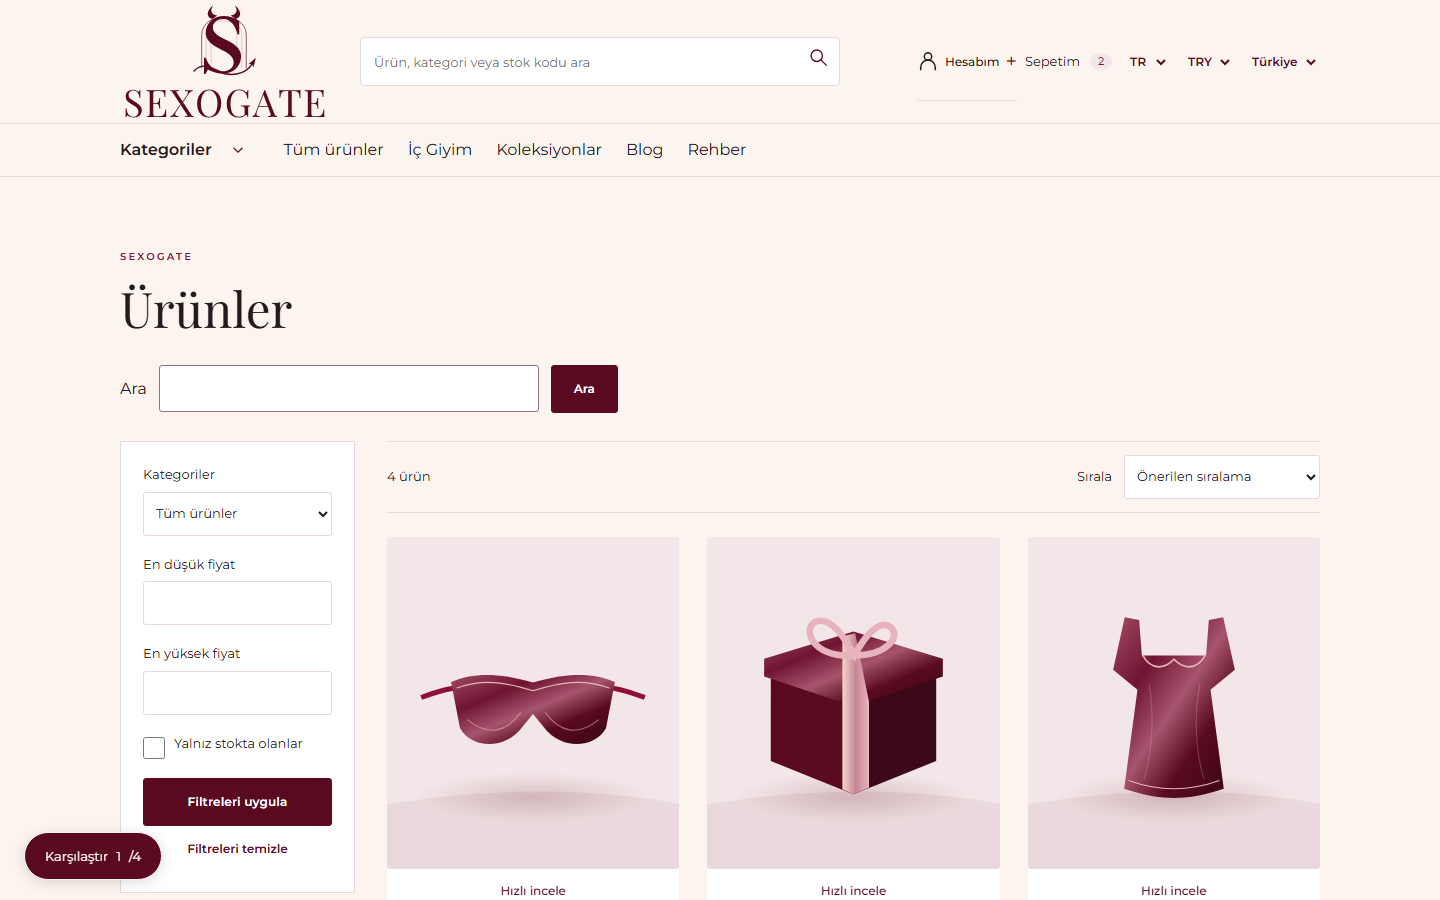 S
SEXOGATE
Ürün, kategori veya stok kodu ara
Hesabım + Sepetim 2 TR TRY Türkiye
Kategoriler Tüm ürünler İç Giyim Koleksiyonlar Blog Rehber
SEXOGATE
Ürünler
Ara Ara
Kategoriler
Tüm ürünler
En düşük fiyat
En yüksek fiyat
Yalnız stokta olanlar
Filtreleri uygula
Filtreleri temizle
Karşılaştır 1 /4
4 ürün
Sırala Önerilen sıralama
Hızlı incele Hızlı incele Hızlı incele